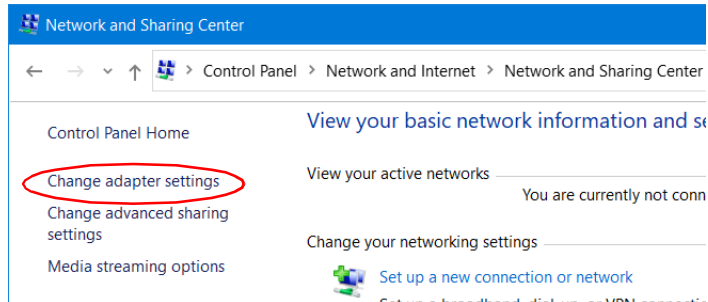 Network and Sharing Center
Control Panel > Network and Internet > Network and Sharing Center
Control Panel Home
View your basic network information and
Change adapter settings
View your active networks
You are currently not
Change advanced sharing
settings
Change your networking settings
Media streaming options
Set up a new connection or network